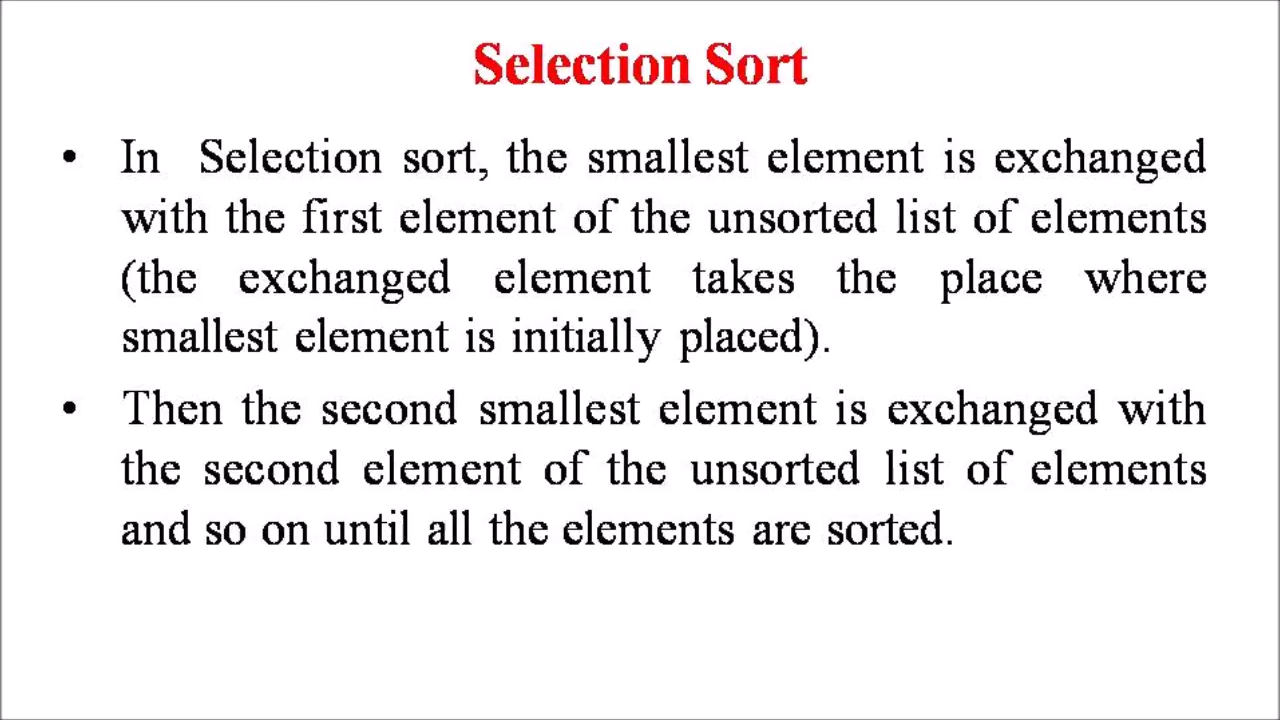 Selection Sort
• In Selection sort, the smallest element is exchanged
with the first element of the unsorted list of elements
(the exchanged element takes the place where
smallest element is initially placed).
• Then the second smallest element is exchanged with
the second element of the unsorted list of elements
and so on until all the elements are sorted.